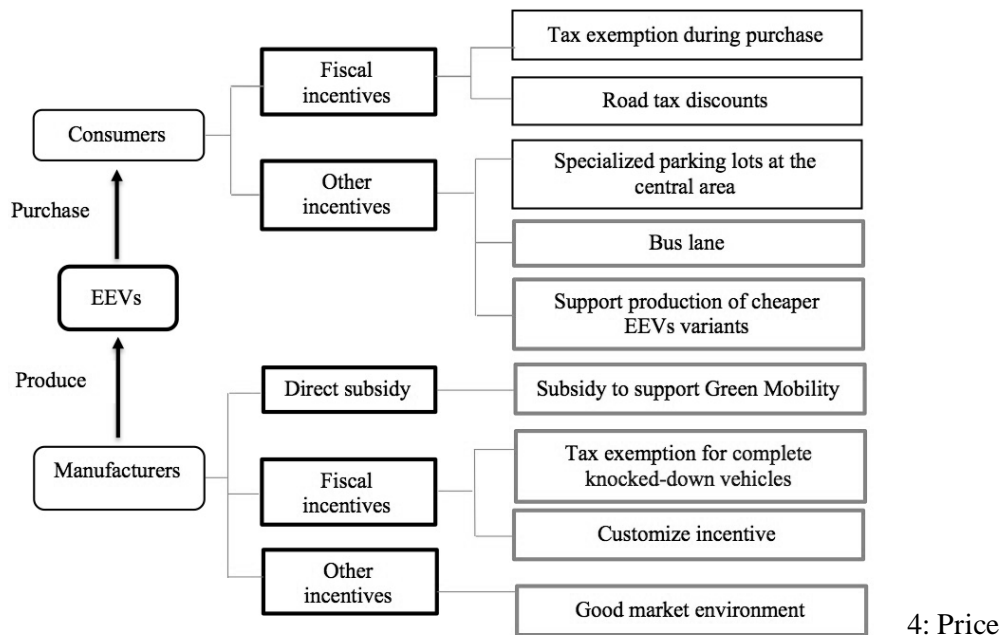 Tax exemption during purchase
Fiscal
incentives
Road tax discounts
Consumers
Specialized parking lots at the
central area
Other
incentives
Purchase
Bus lane
EEVs
Support production of cheaper
EEVs variants
Produce
Direct subsidy
Subsidy to support Green Mobility
Manufacturers
Tax exemption for complete
knocked-down vehicles
Fiscal
incentives
Customize incentive
Other
incentives
Good market environment
4: Price